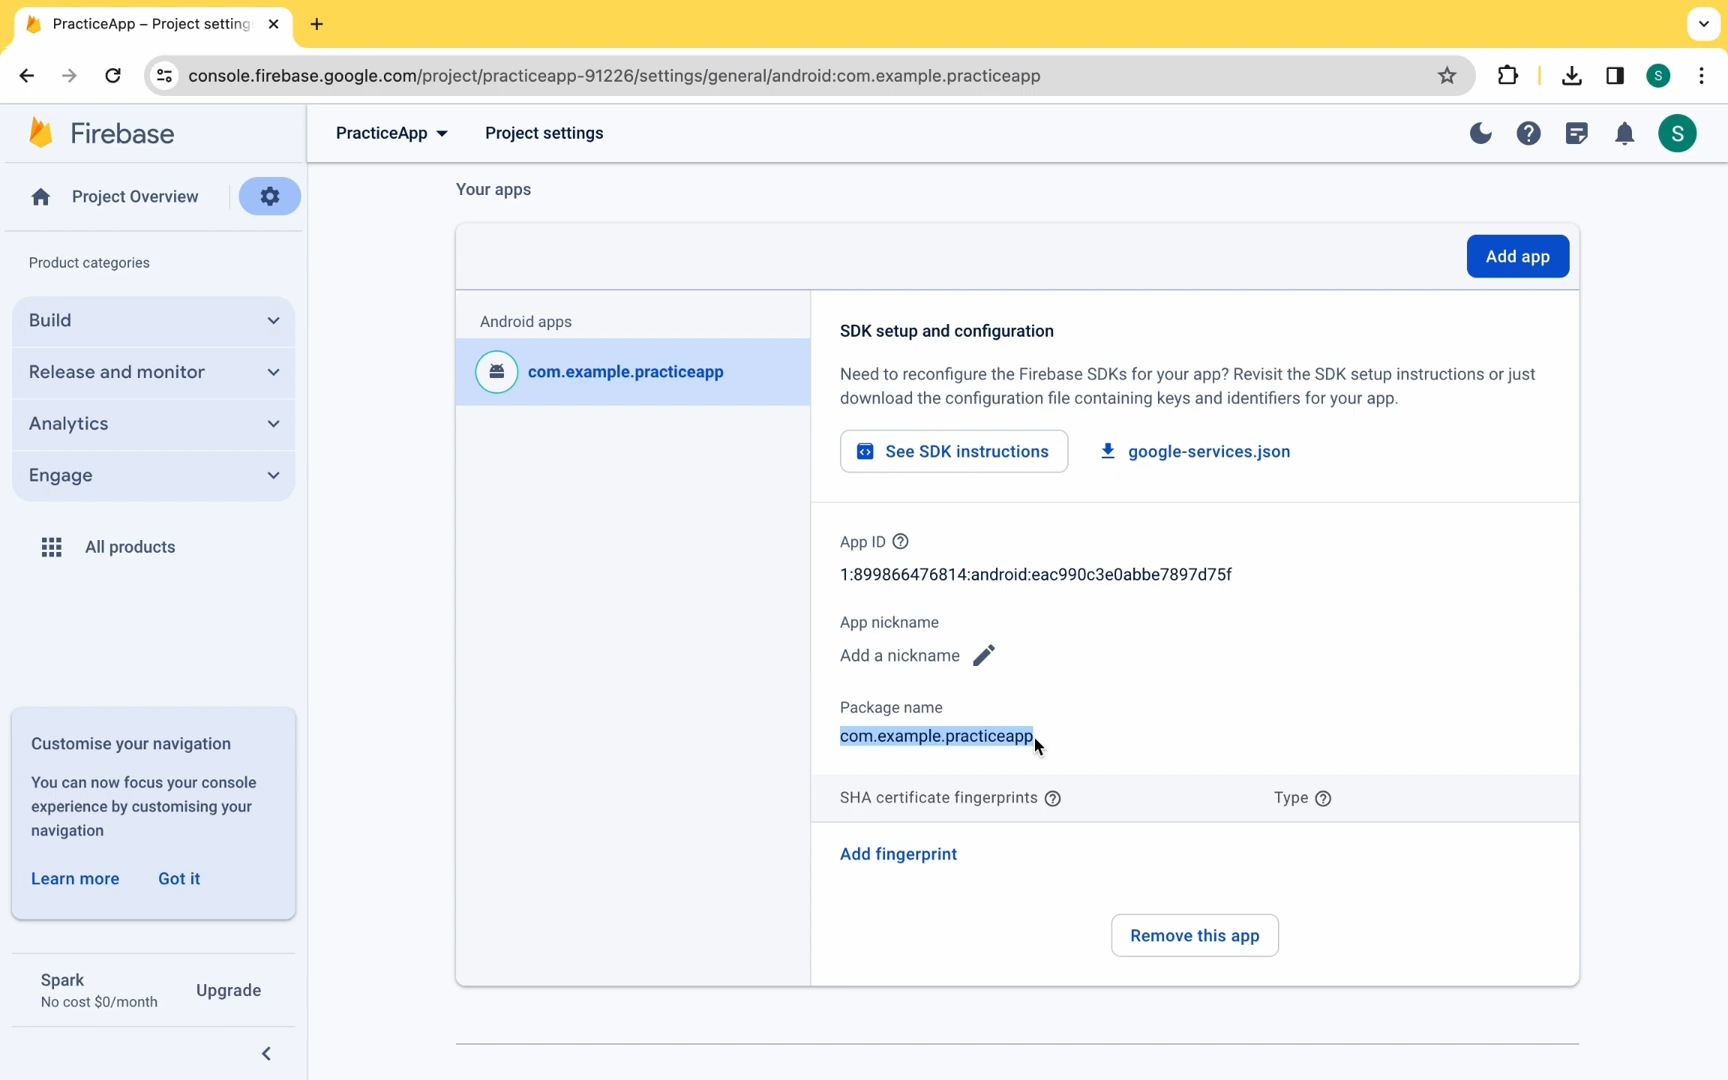 PracticeApp – Project setting
console.firebase.google.com/project/practiceapp-91226/settings/general/android:com.example.practiceapp
S
Firebase
PracticeApp
Project settings
S
Project Overview
Product categories
Build
Release and monitor
Analytics
Engage
All products
Customise your navigation
You can now focus your console
experience by customising your
navigation
Learn more
Got it
Spark
No cost $0/month
Upgrade
Your apps
Add app
Android apps
com.example.practiceapp
SDK setup and configuration
Need to reconfigure the Firebase SDKs for your app? Revisit the SDK setup instructions or just
download the configuration file containing keys and identifiers for your app.
See SDK instructions
google-services.json
App ID
1:899866476814:android:eac990c3e0abbe7897d75f
App nickname
Add a nickname
Package name
com.example.practiceapp
SHA certificate fingerprints
Type
Add fingerprint
Remove this app